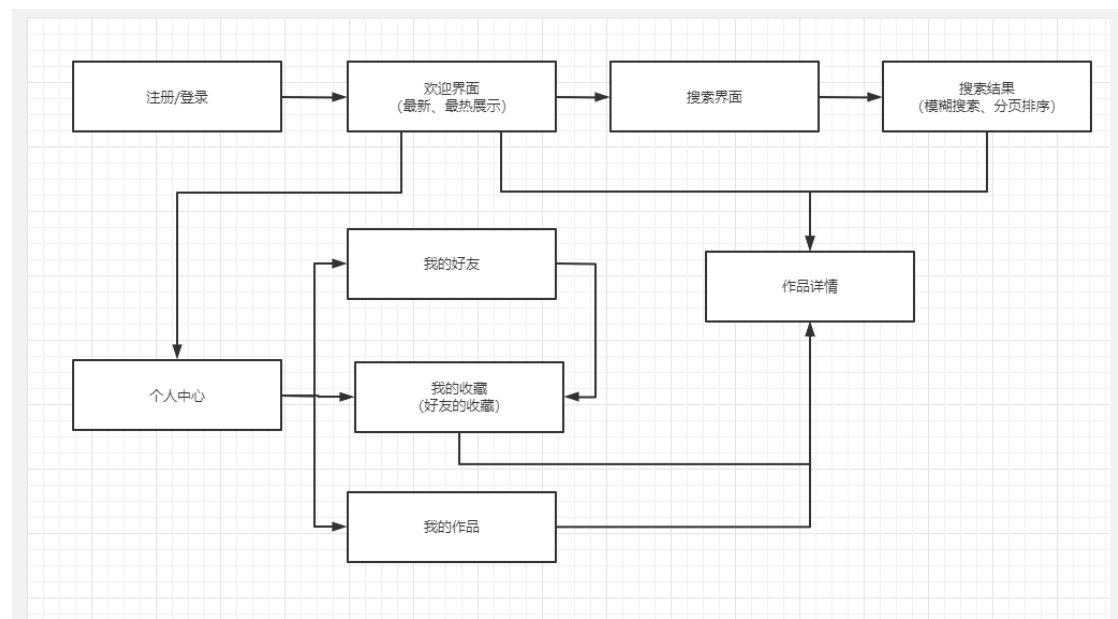 注册/登录
欢迎界面
（最新、最热展示）
搜索界面
搜索结果
（模糊搜索、分页排序）
我的好友
作品详情
个人中心
我的收藏
（好友的收藏）
我的作品